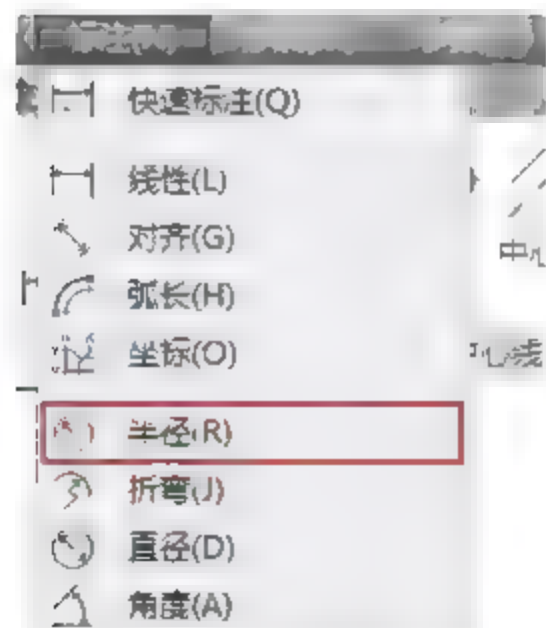 快速标注(Q)
线性(L)
对齐(G)
弧长(H)
坐标(O)
半径(R)
折弯(J)
直径(D)
角度(A)